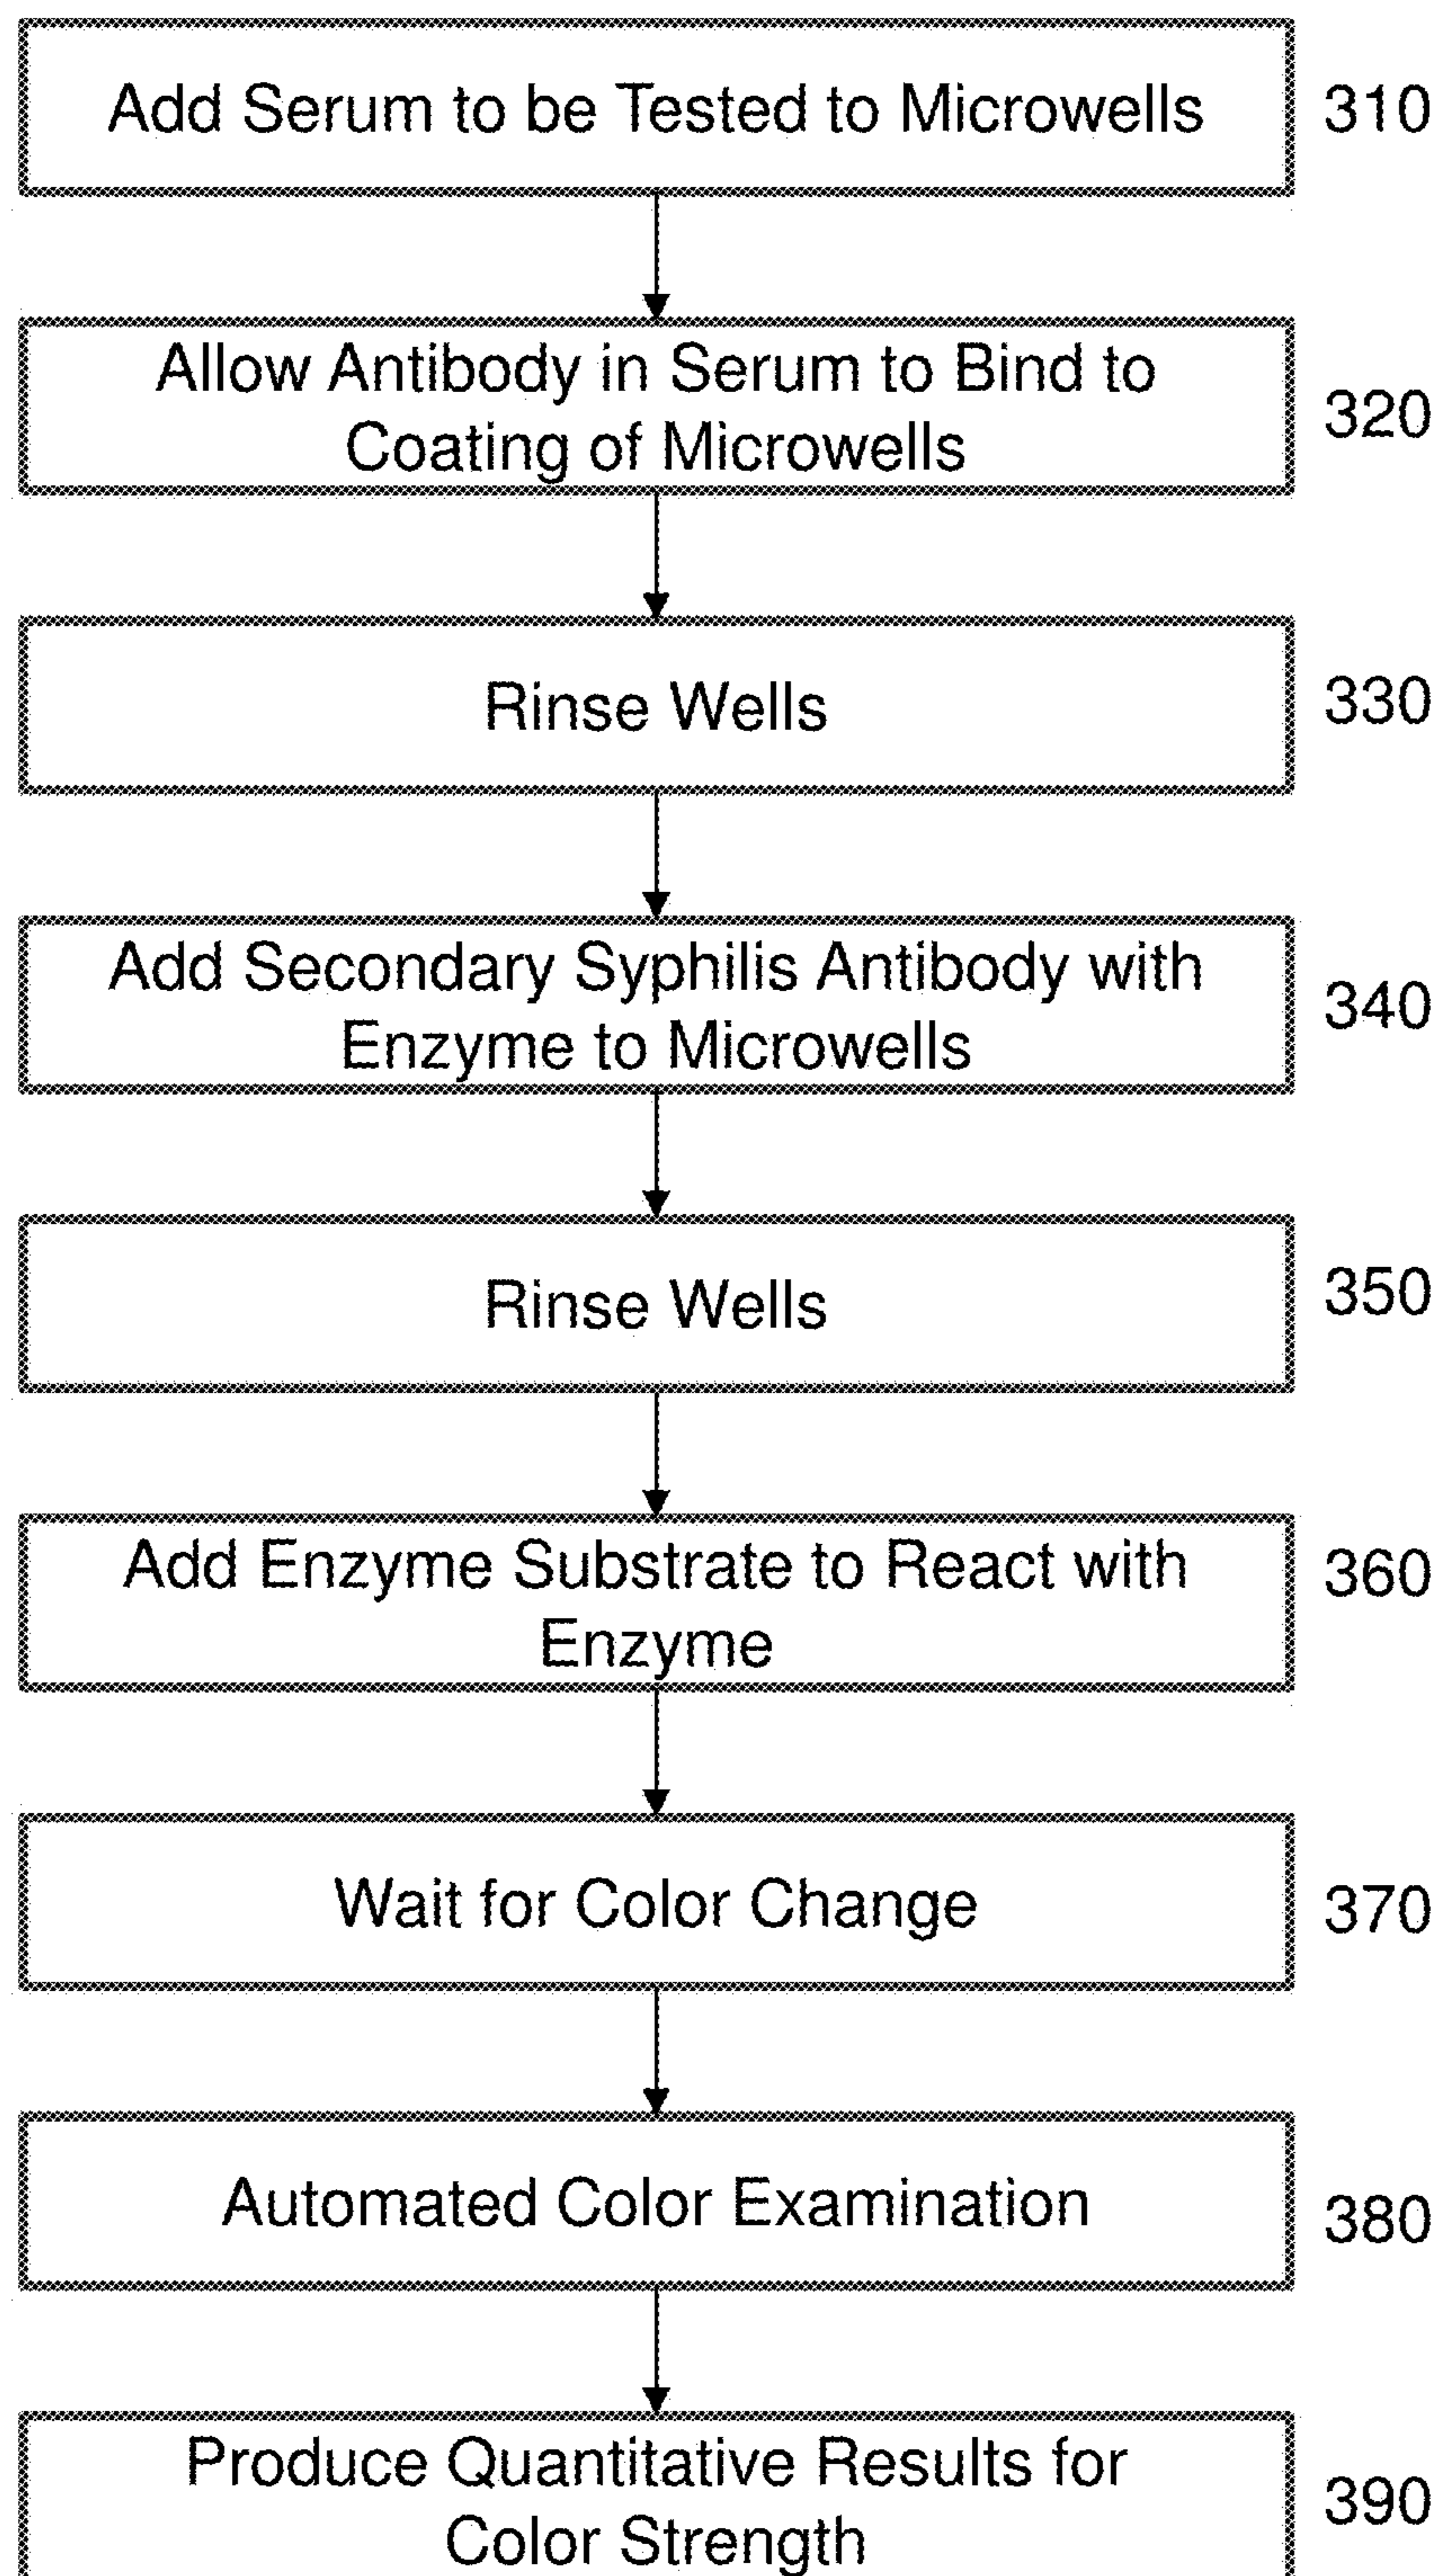 Add Serum to be Tested to Microwells
310
Allow Antibody in Serum to Bind to
Coating of Microwells
320
Rinse Wells
330
Add Secondary Syphilis Antibody with
Enzyme to Microwells
340
Rinse Wells
350
Add Enzyme Substrate to React with
Enzyme
360
Wait for Color Change
370
Automated Color Examination
380
Produce Quantitative Results for
Color Strength
390